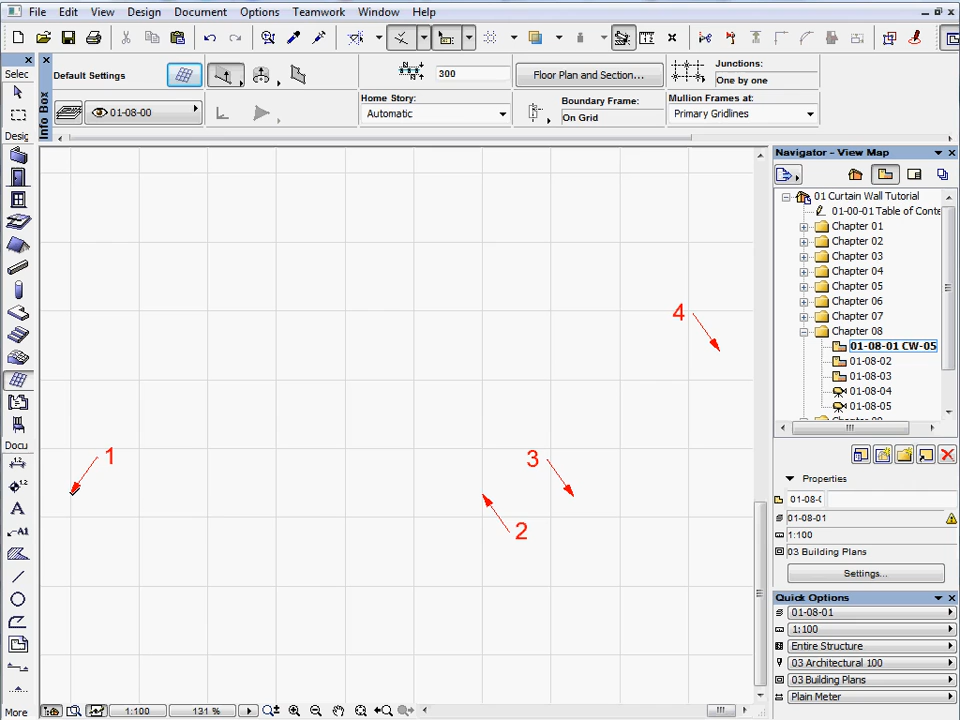 File Edit View Design Document Options Teamwork Window Help
Selec
Info Box
Default Settings
300
Floor Plan and Section...
Junctions:
One by one
01-08-00
Home Story:
Automatic
Boundary Frame:
On Grid
Mullion Frames at:
Primary Gridlines
Desig
Docu
More
1.2
1.2
A
A1
1
2
3
4
Navigator - View Map
01 Curtain Wall Tutorial
01-00-01 Table of Conte
Chapter 01
Chapter 02
Chapter 03
Chapter 04
Chapter 05
Chapter 06
Chapter 07
Chapter 08
01-08-01 CW-05
01-08-02
01-08-03
01-08-04
01-08-05
Properties
01-08-(
01-08-01
1:100
03 Building Plans
Settings...
Quick Options
01-08-01
1:100
Entire Structure
03 Architectural 100
03 Building Plans
Plain Meter
1:100
131 %